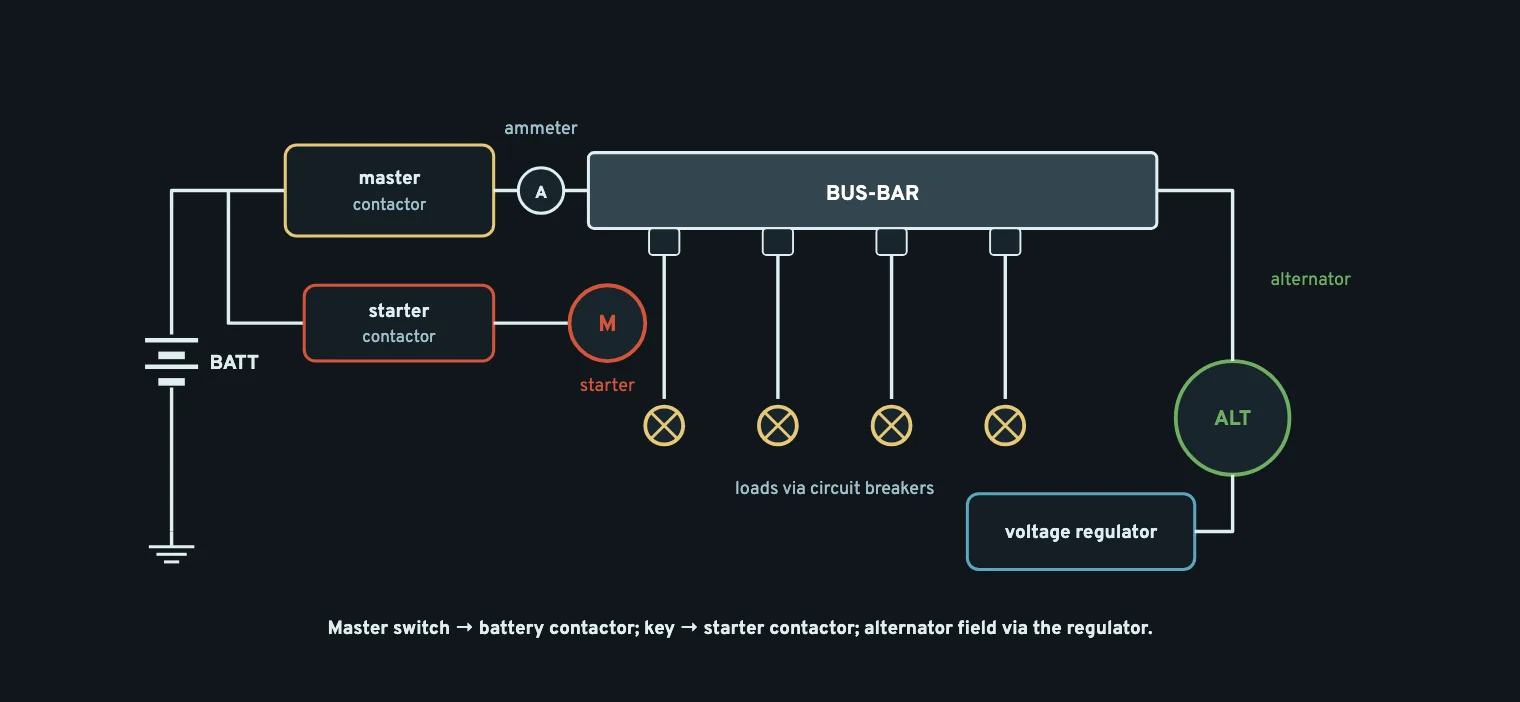 ammeter
master
contactor
A
BUS-BAR
alternator
starter
contactor
M
BATT
starter
ALT
loads via circuit breakers
voltage regulator
Master switch → battery contactor; key → starter contactor; alternator field via the regulator.